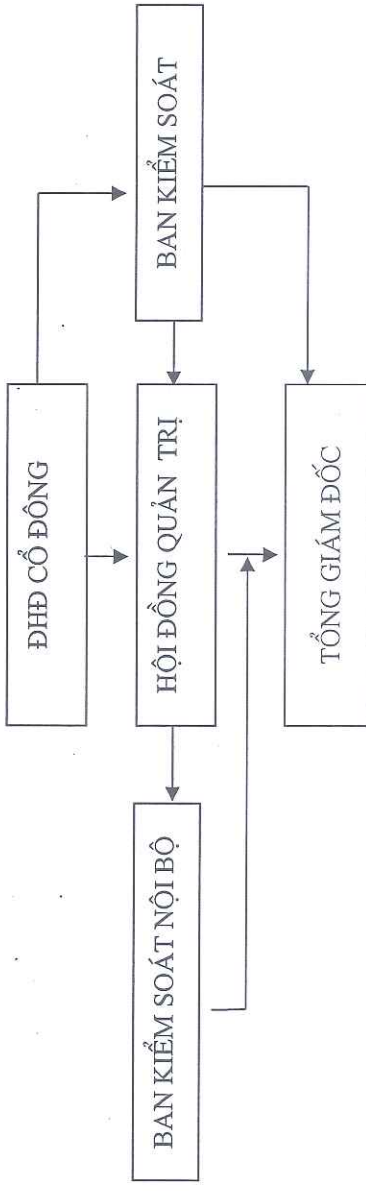 ĐHĐ CỔ ĐÔNG
BAN KIỂM SOÁT NỘI BỘ
HỘI ĐỒNG QUẢN TRỊ
BAN KIỂM SOÁT
TỔNG GIÁM ĐỐC